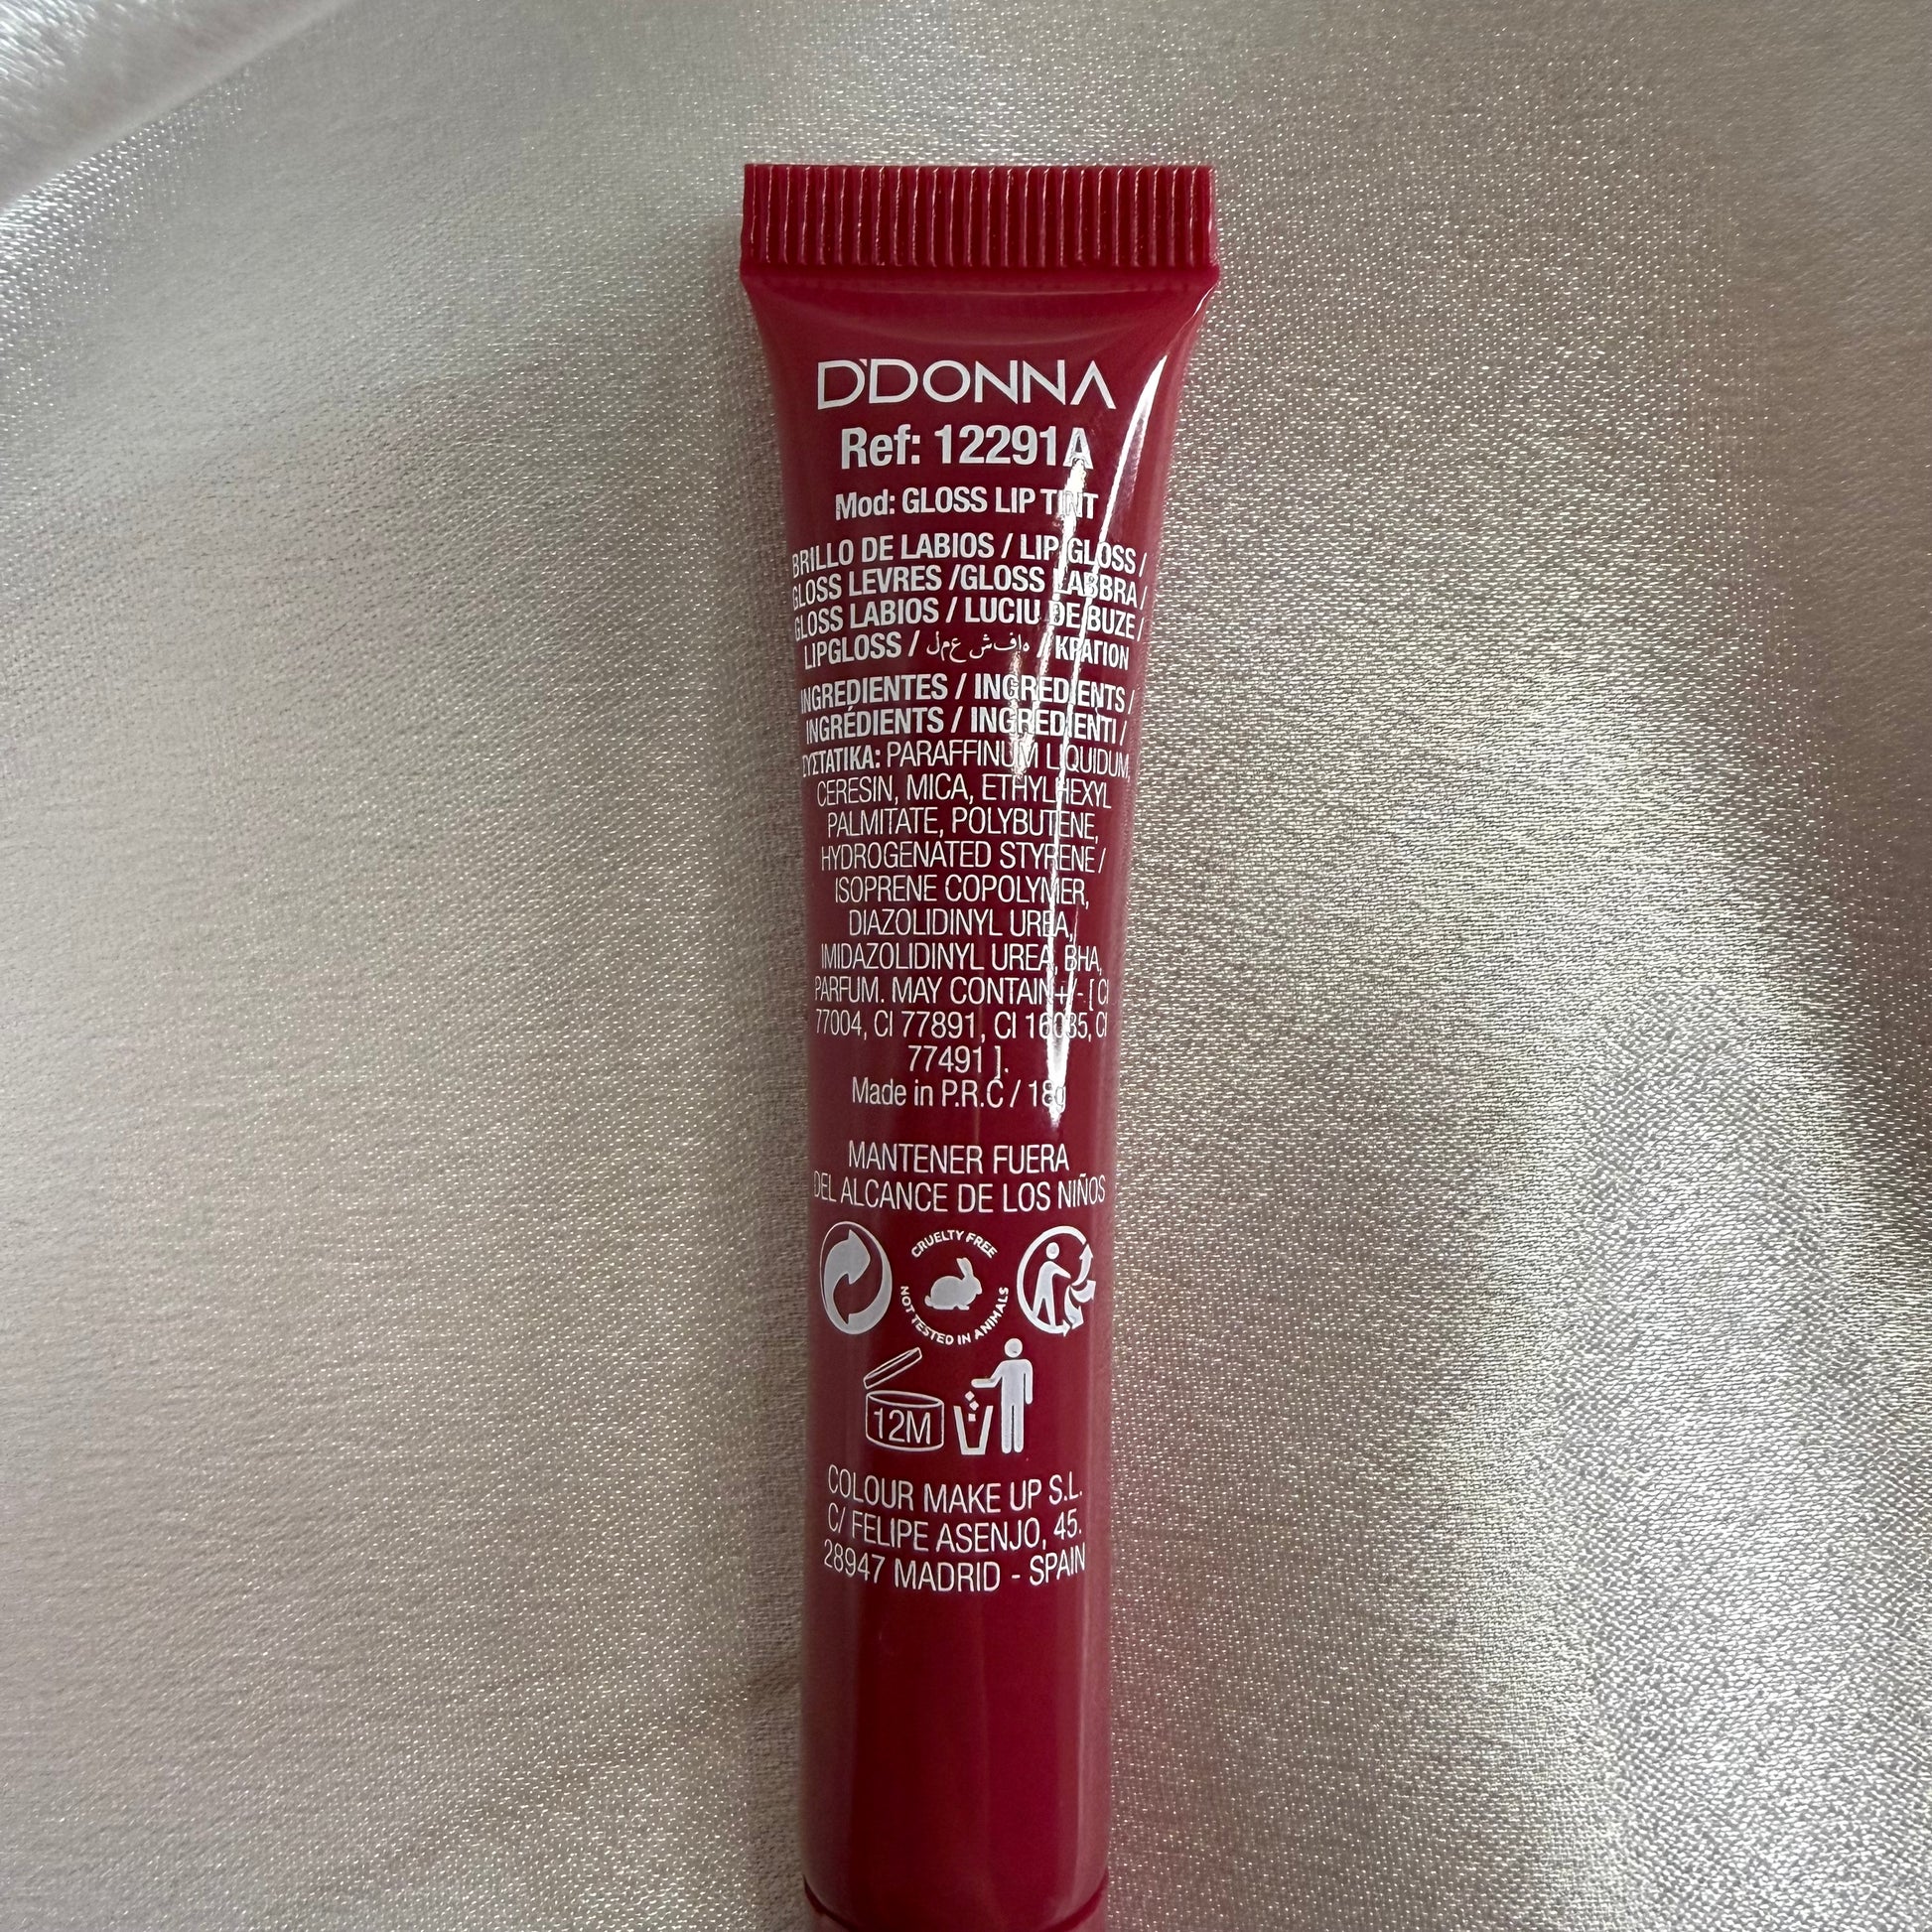 D'DONNA
Ref: 12291A
Mod: GLOSS LIP TINT
BRILLO DE LABIOS / LIP GLOSS /
GLOSS LEVRES /GLOSS LABBRA /
GLOSS LABIOS / LUCIU DE BUZE /
LIPGLOSS / لمع شفاه / ΚΡΑΓΙΟΝ
INGREDIENTES / INGREDIENTS /
INGRÉDIENTS / INGREDIENTI /
ΣΥΣΤΑΤΙΚΑ: PARAFFINUM LIQUIDUM,
CERESIN, MICA, ETHYLHEXYL
PALMITATE, POLYBUTENE,
HYDROGENATED STYRENE /
ISOPRENE COPOLYMER,
DIAZOLIDINYL UREA,
IMIDAZOLIDINYL UREA, BHA,
PARFUM. MAY CONTAIN+/- [ CI
77004, CI 77891, CI 16035, CI
77491 ].
Made in P.R.C / 18g
MANTENER FUERA
DEL ALCANCE DE LOS NIÑOS
CRUELTY FREE
NOT TESTED IN ANIMALS
12M
COLOUR MAKE UP S.L.
C/ FELIPE ASENJO, 45.
28947 MADRID - SPAIN